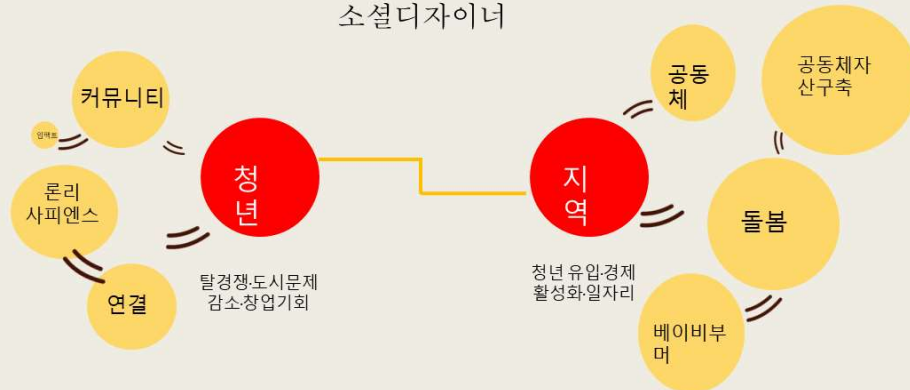 소셜디자이너
커뮤니티
임팩트
론리
사피엔스
연결
청
년
탈경쟁·도시문제
감소·창업기회
지
역
청년 유입·경제
활성화·일자리
공동
체
공동체자
산구축
돌봄
베이비부
머